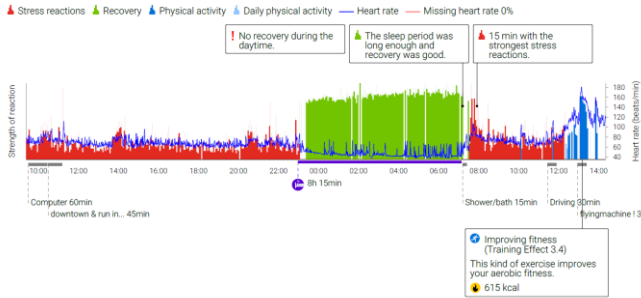 Stress reactions Recovery Physical activity Daily physical activity Heart rate Missing heart rate 0%
! No recovery during the
daytime.
The sleep period was
long enough and
recovery was good.
15 min with the
strongest stress
reactions.
Strength of reaction
180
160
140
120
100
80
60
40
Heart rate (beats/min)
10:00 12:00 14:00 16:00 18:00 20:00 22:00 00:00 02:00 04:00 06:00 08:00 10:00 12:00 14:00
8h 15min
Computer 60min
downtown & run in... 45min
Shower/bath 15min
Driving 30min
flyingmachine ! 3
Improving fitness
(Training Effect 3.4)
This kind of exercise improves
your aerobic fitness.
615 kcal